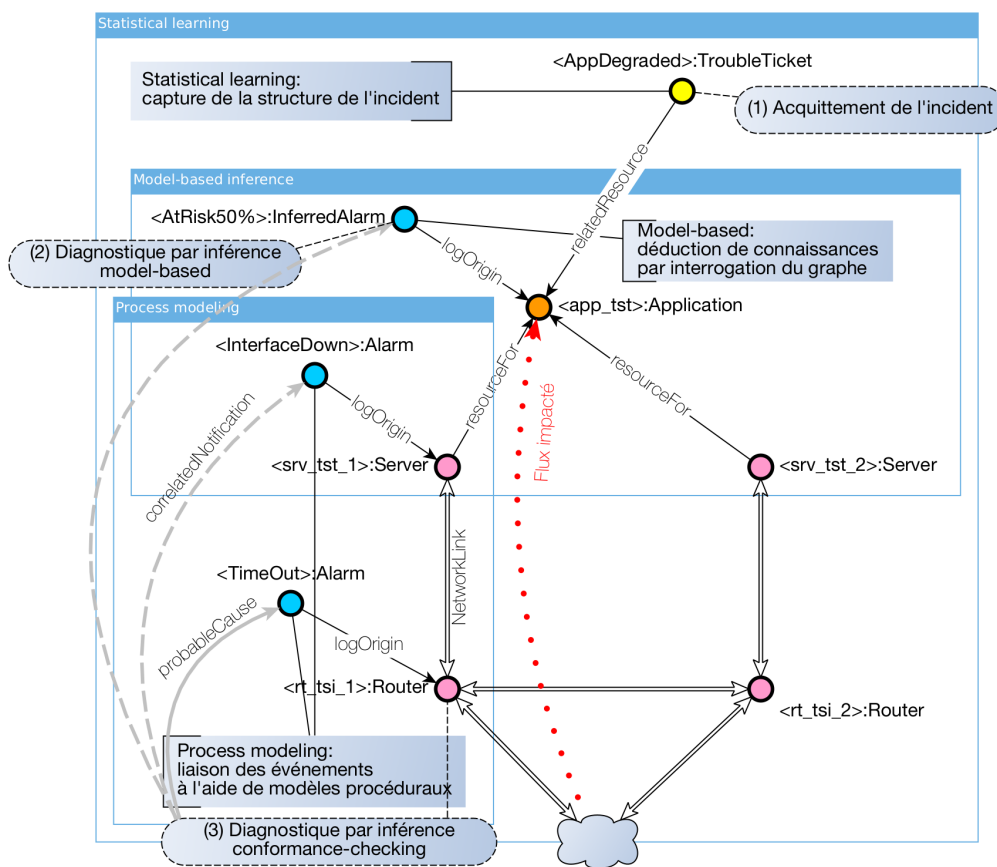 Statistical learning
<AppDegraded>:TroubleTicket
Statistical learning:
capture de la structure de l'incident
(1) Acquittement de l'incident
relatedResource
Model-based inference
<AtRisk50%>:InferredAlarm
(2) Diagnostique par inférence
model-based
logOrigin
Model-based:
déduction de connaissances
par interrogation du graphe
Process modeling
<app_tst>:Application
<InterfaceDown>:Alarm
logOrigin
resourceFor
resourceFor
Flux impacté
correlatedNotification
<srv_tst_1>:Server
<srv_tst_2>:Server
NetworkLink
<TimeOut>:Alarm
probableCause
logOrigin
<rt_tsi_1>:Router
<rt_tsi_2>:Router
Process modeling:
liaison des événements
à l'aide de modèles procéduraux
(3) Diagnostique par inférence
conformance-checking